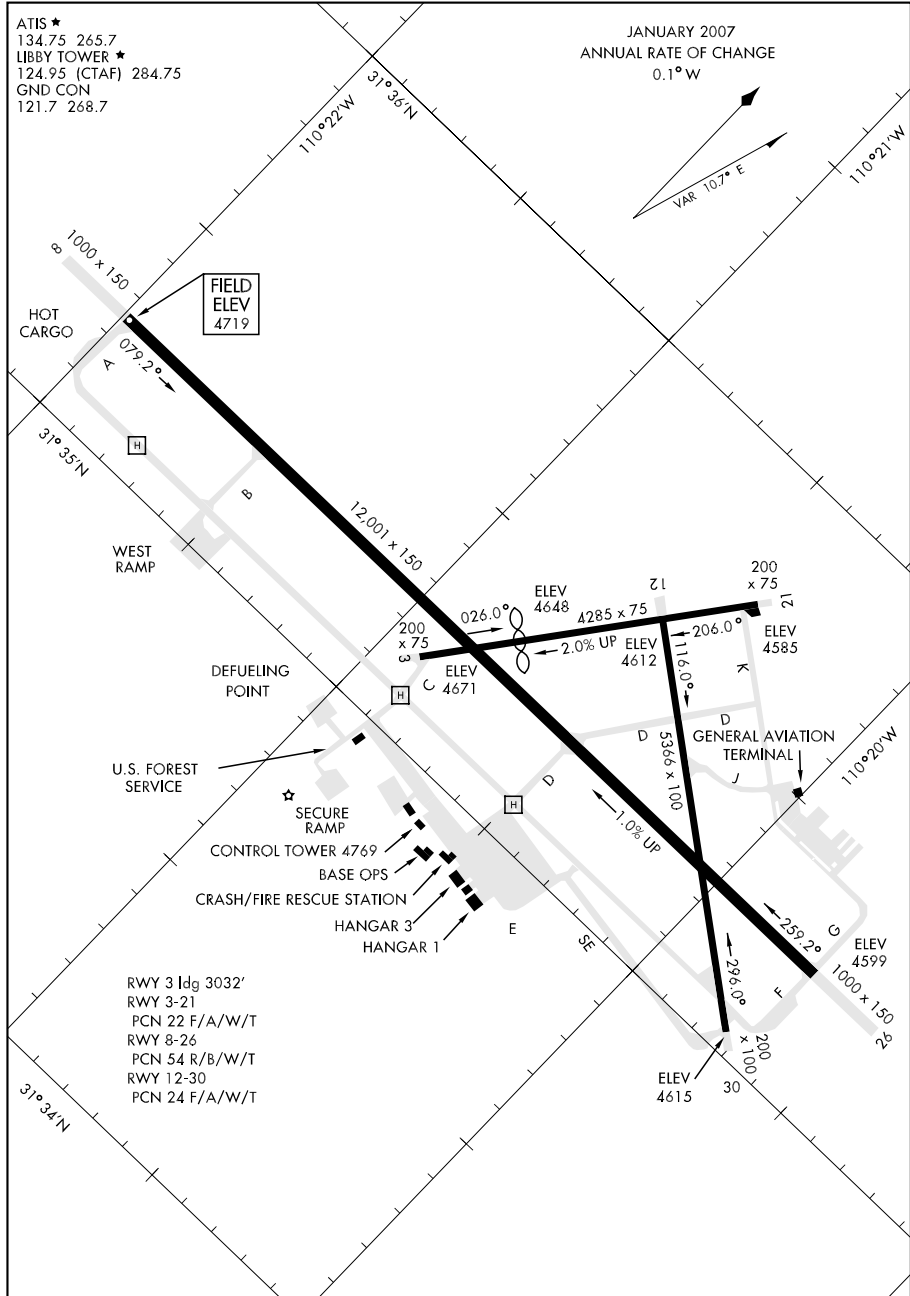 ATIS ★
134.75 265.7
LIBBY TOWER ★
124.95 (CTAF) 284.75
GND CON
121.7 268.7
JANUARY 2007
ANNUAL RATE OF CHANGE
0.1° W
VAR 10.7° E
31° 36'N
110° 22'W
110° 21'W
8
1000 x 150
FIELD
ELEV
4719
HOT
CARGO
079.2°
A
31° 35'N
H
B
12,001 x 150
WEST
RAMP
12
200
x 75
21
ELEV
4648
026.0°
4285 x 75
200
x 75
3
2.0% UP
ELEV
4612
206.0°
ELEV
4585
ELEV
4671
116.0°
K
C
DEFUELING
POINT
H
D
D
GENERAL AVIATION
TERMINAL
5366 x 100
110° 20'W
U.S. FOREST
SERVICE
D
J
H
SECURE
RAMP
1.0% UP
CONTROL TOWER 4769
BASE OPS
CRASH/FIRE RESCUE STATION
HANGAR 3
HANGAR 1
E
SE
259.2°
G
ELEV
4599
296.0°
F
1000 x 150
26
RWY 3 ldg 3032'
RWY 3-21
PCN 22 F/A/W/T
RWY 8-26
PCN 54 R/B/W/T
RWY 12-30
PCN 24 F/A/W/T
200
x 100
30
ELEV
4615
31° 34'N